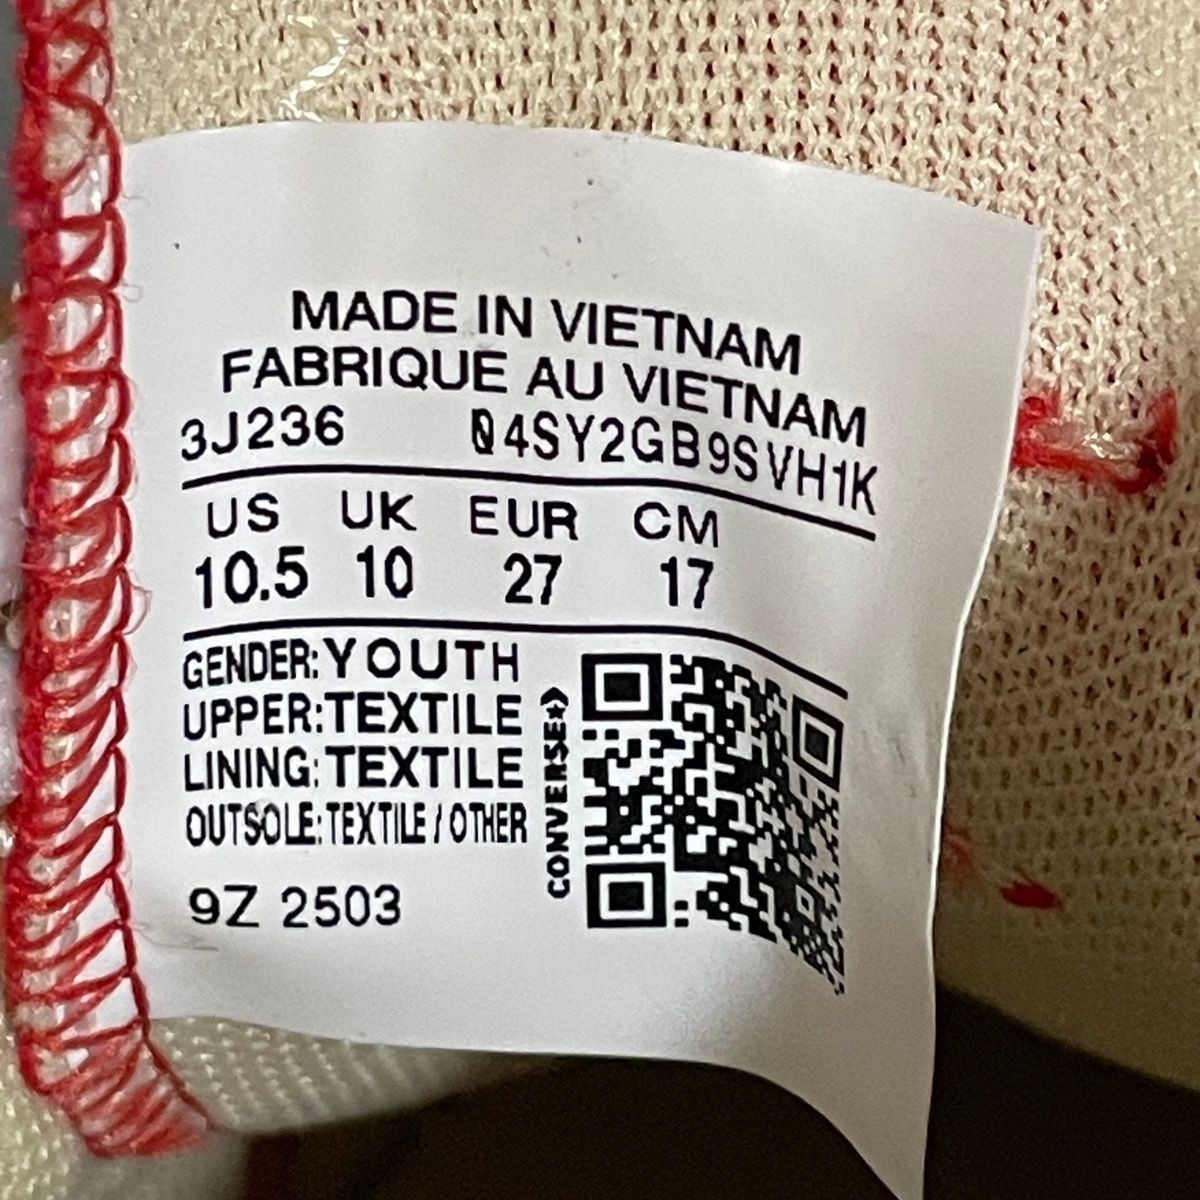 MADE IN VIETNAM
FABRIQUE AU VIETNAM
3J236 04SY2GB9SVH1K
US UK EUR CM
10.5 10 27 17
GENDER:YOUTH
UPPER:TEXTILE
LINING:TEXTILE
OUTSOLE:TEXTILE/OTHER
CONVERSE
9Z 2503